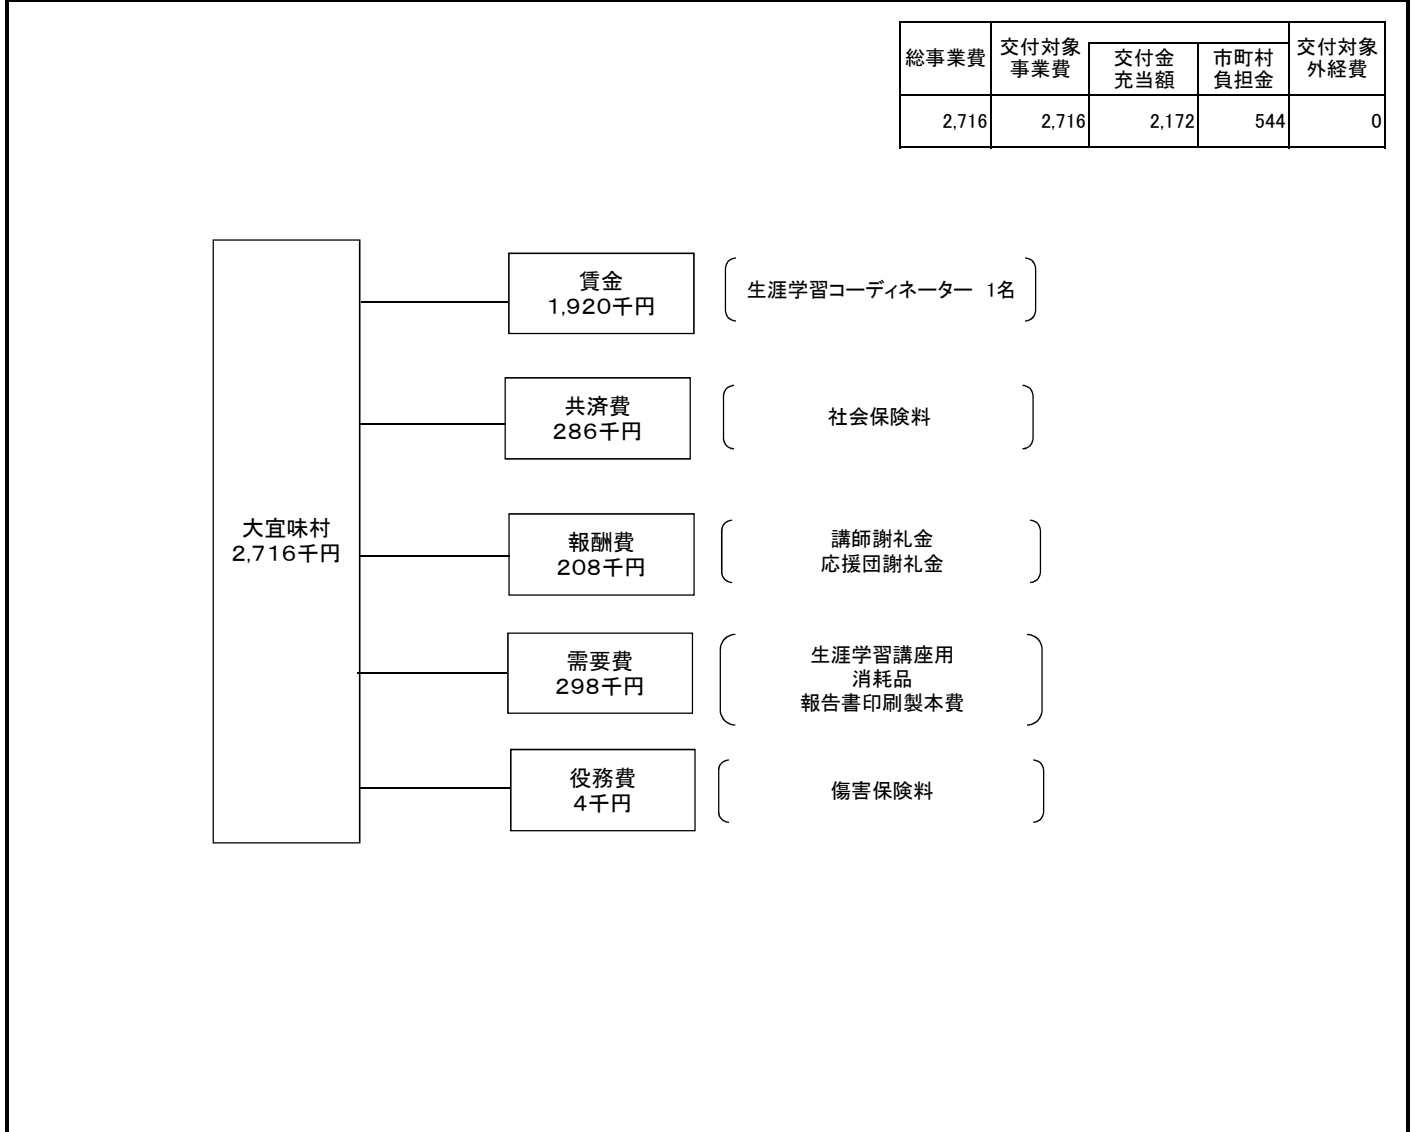 総事業費
交付対象
事業費
交付金
充当額
市町村
負担金
交付対象
外経費
2,716
2,716
2,172
544
0
大宜味村
2,716千円
賃金
1,920千円
生涯学習コーディネーター 1名
共済費
286千円
社会保険料
報酬費
208千円
講師謝礼金
応援団謝礼金
需要費
298千円
生涯学習講座用
消耗品
報告書印刷製本費
役務費
4千円
傷害保険料